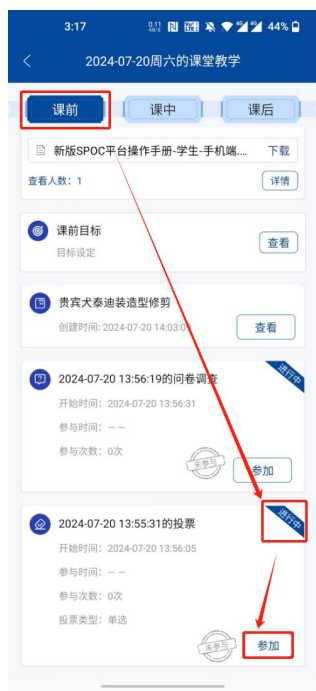 3:17
0.11 KB/S 44%
2024-07-20周六的课堂教学
课前 课中 课后
新版SPOC平台操作手册-学生-手机端.... 下载
查看人数: 1 详情
课前目标
目标设定
查看
贵宾犬泰迪装造型修剪
创建时间: 2024-07-20 14:03:09
查看
2024-07-20 13:56:19的问卷调查
进行中
开始时间: 2024-07-20 13:56:31
参与时间: — —
参与次数: 0次
未参与
参加
2024-07-20 13:55:31的投票
进行中
开始时间: 2024-07-20 13:56:05
参与时间: — —
参与次数: 0次
投票类型: 单选
未参与
参加